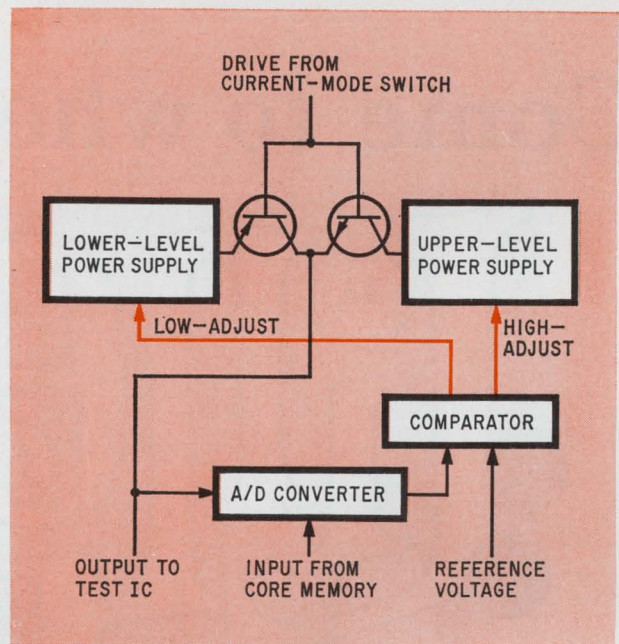 DRIVE FROM
CURRENT-MODE SWITCH
LOWER-LEVEL
POWER SUPPLY
UPPER-LEVEL
POWER SUPPLY
LOW-ADJUST
HIGH-
ADJUST
COMPARATOR
A/D CONVERTER
OUTPUT TO
TEST IC
INPUT FROM
CORE MEMORY
REFERENCE
VOLTAGE